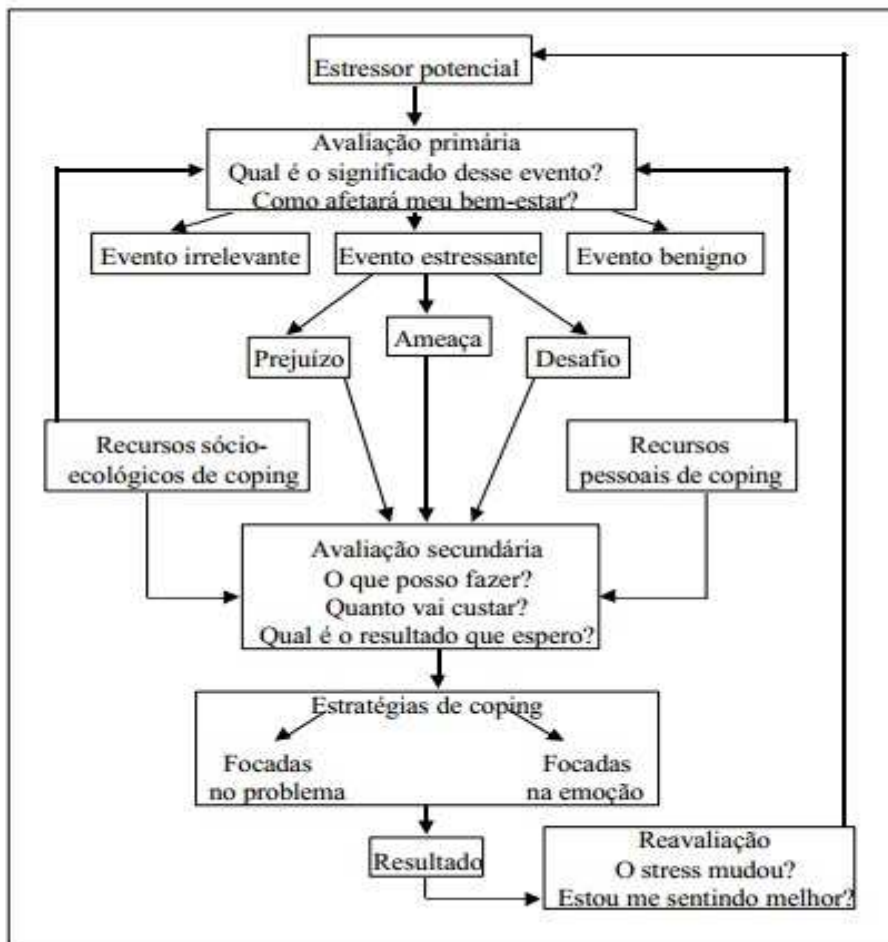 Estressor potencial
Avaliação primária
Qual é o significado desse evento?
Como afetará meu bem-estar?
Evento irrelevante
Evento estressante
Evento benigno
Prejuízo
Ameaça
Desafio
Recursos sócio-
ecológicos de coping
Recursos
pessoais de coping
Avaliação secundária
O que posso fazer?
Quanto vai custar?
Qual é o resultado que espero?
Estratégias de coping
Focadas
no problema
Focadas
na emoção
Resultado
Reavaliação
O stress mudou?
Estou me sentindo melhor?